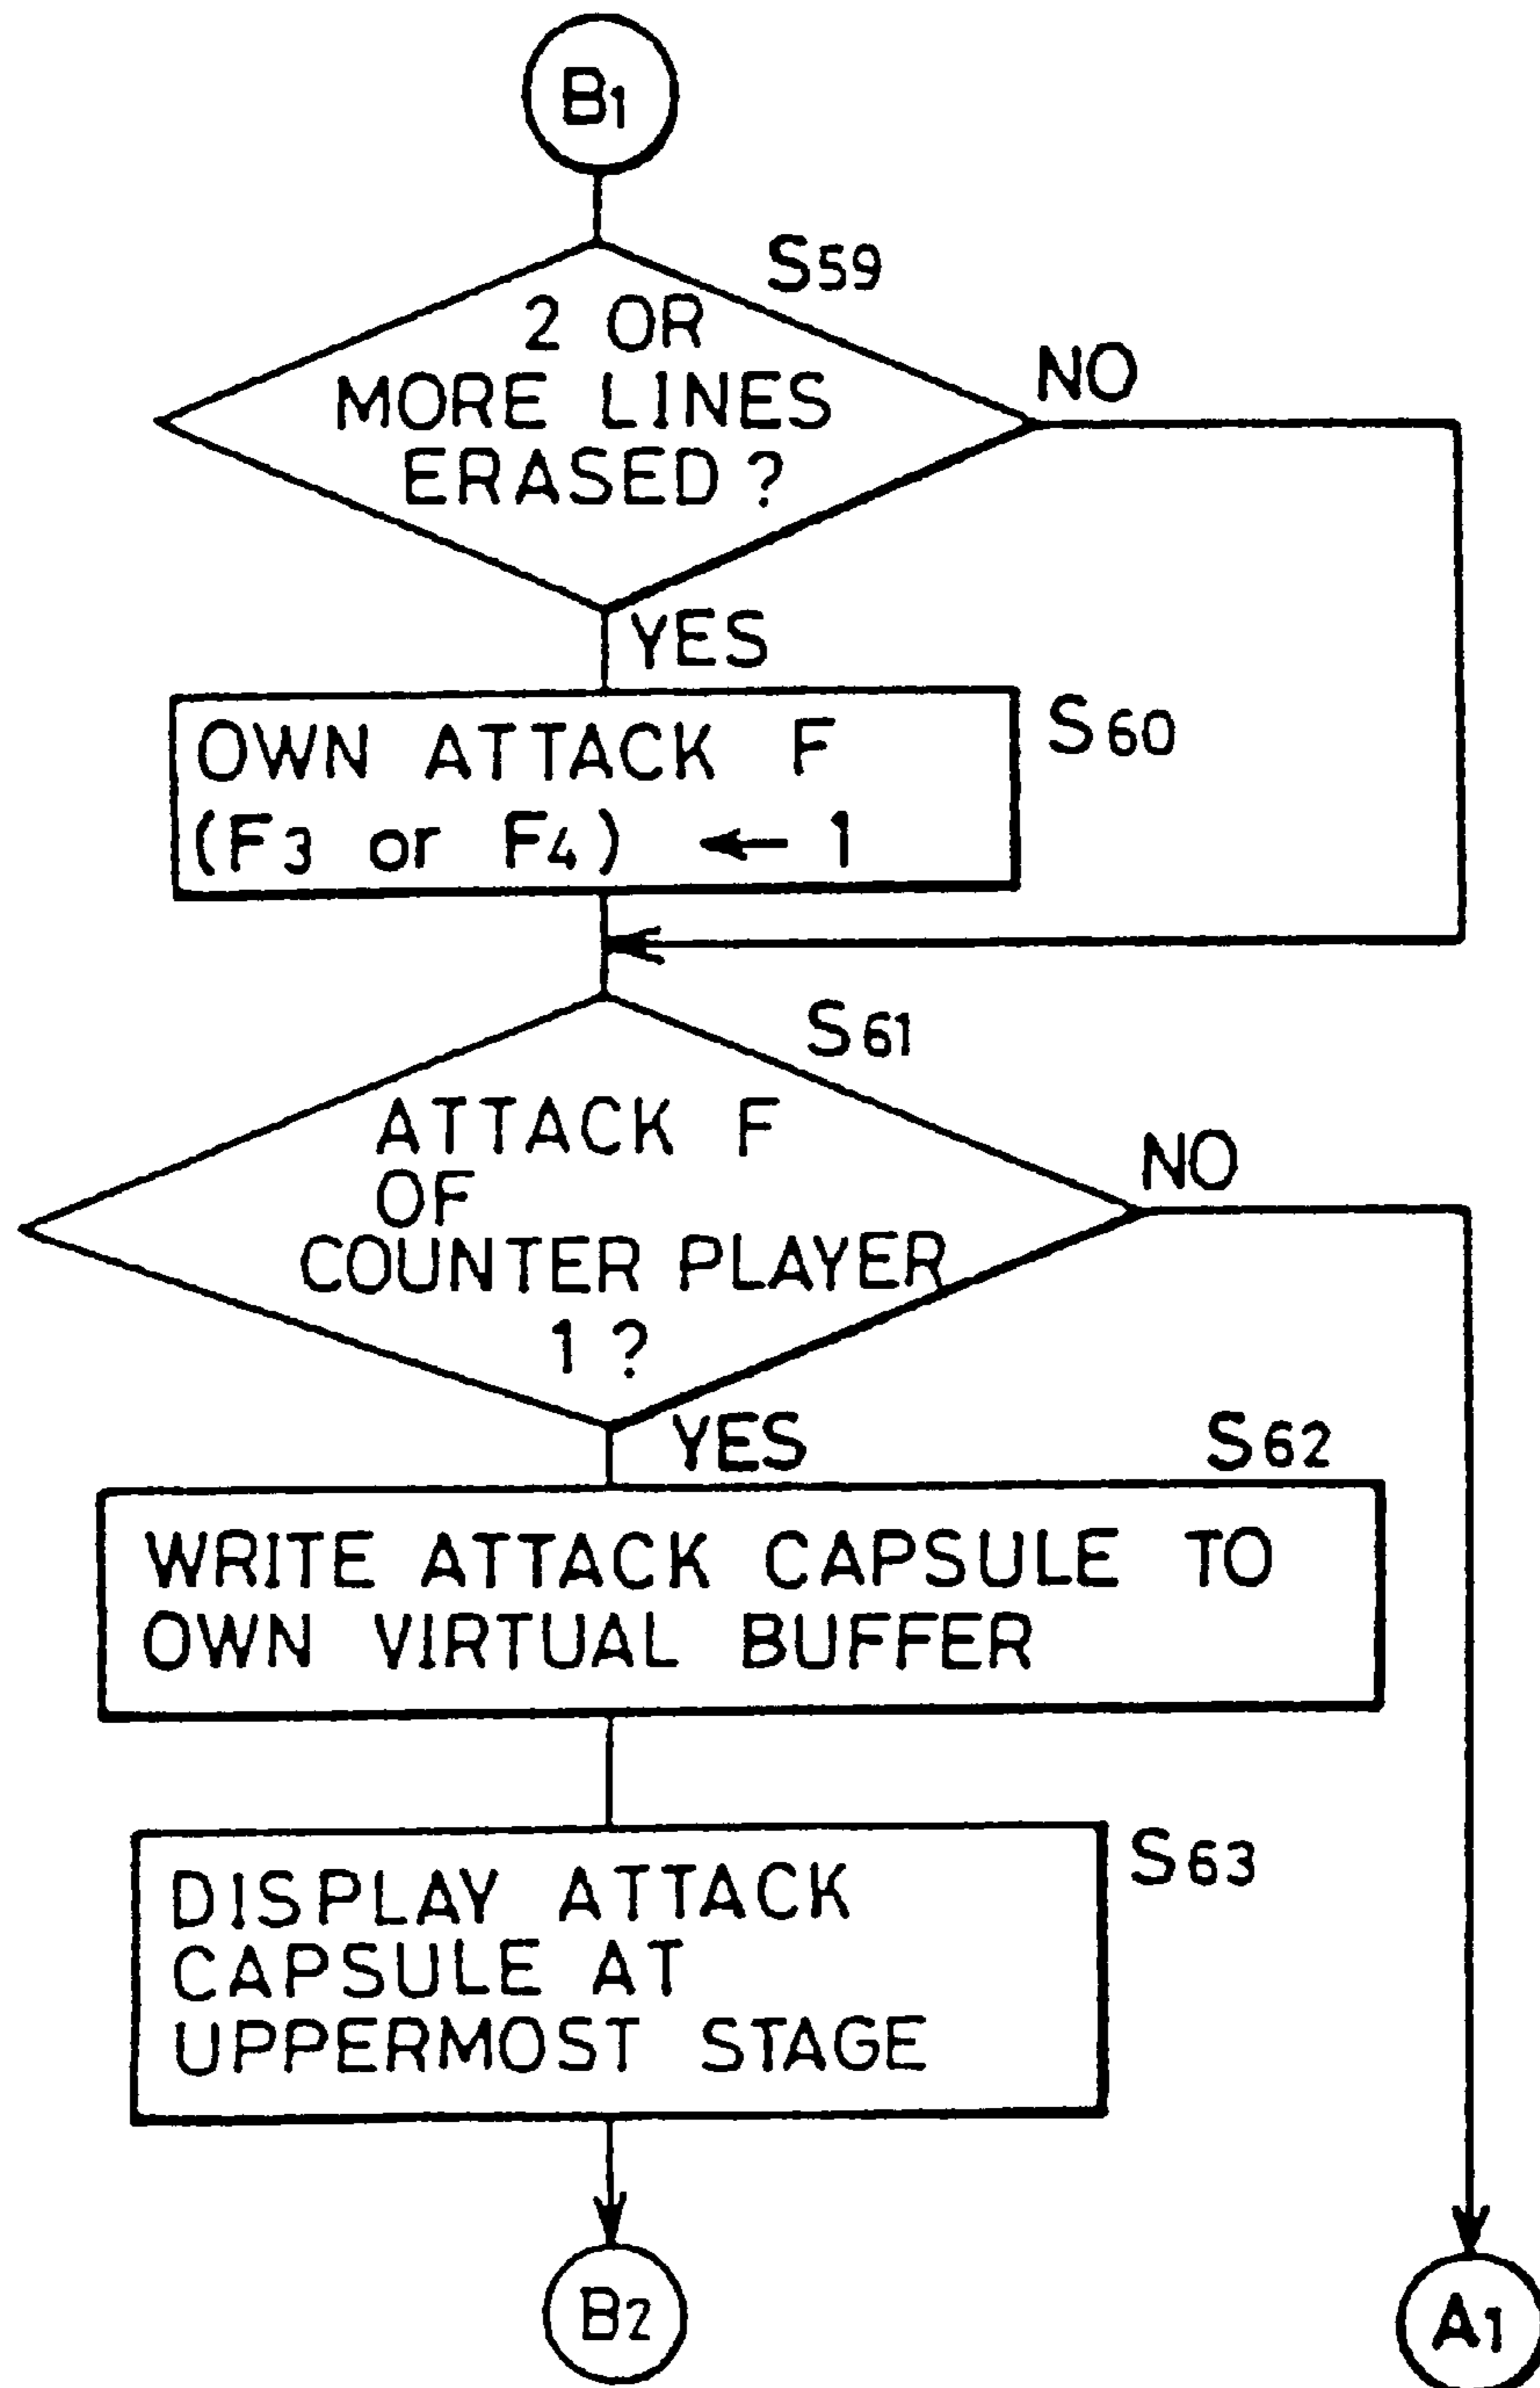 B1
S59
2 OR
MORE LINES
ERASED ?
NO
YES
OWN ATTACK F
(F3 or F4) ← 1
S60
S61
ATTACK F
OF
COUNTER PLAYER
1 ?
NO
YES
S62
WRITE ATTACK CAPSULE TO
OWN VIRTUAL BUFFER
DISPLAY ATTACK
CAPSULE AT
UPPERMOST STAGE
S63
B2
A1